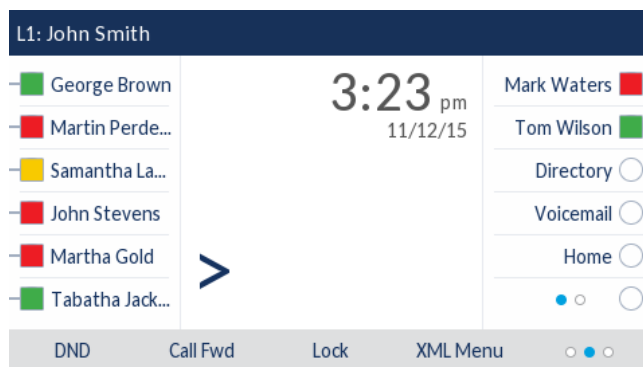 L1: John Smith
George Brown
Martin Perde...
Samantha La...
John Stevens
Martha Gold
Tabatha Jack...
3:23 pm
11/12/15
>
Mark Waters
Tom Wilson
Directory
Voicemail
Home
DND Call Fwd Lock XML Menu